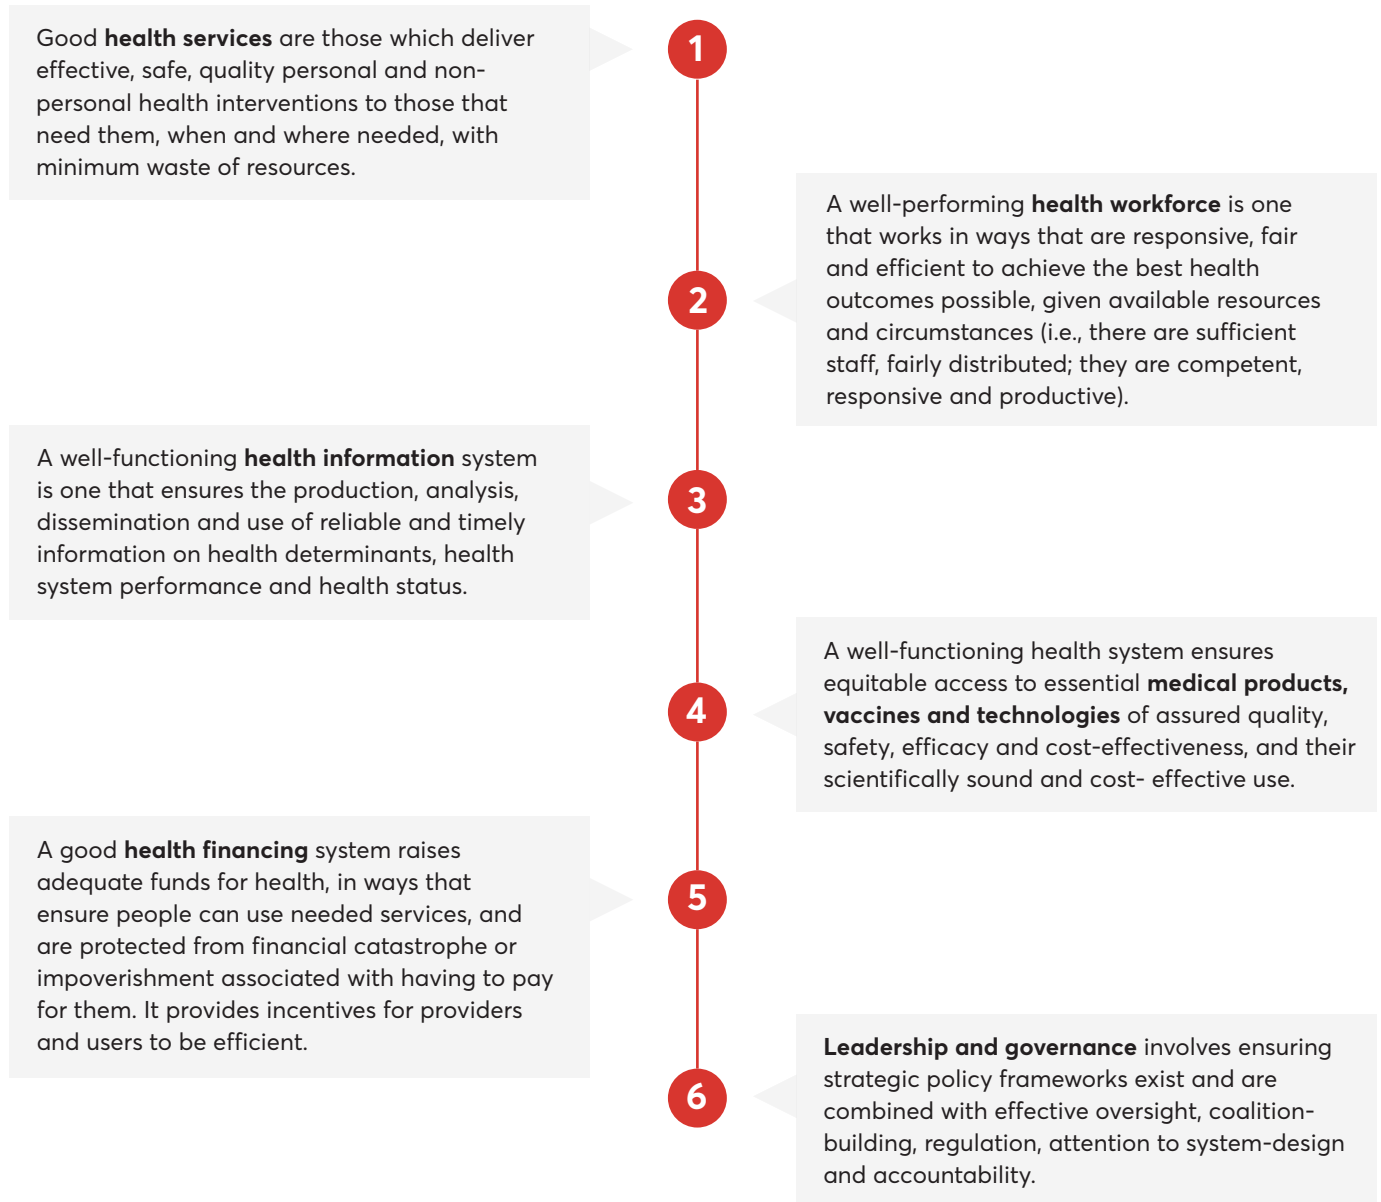 Good health services are those which deliver
effective, safe, quality personal and non-
personal health interventions to those that
need them, when and where needed, with
minimum waste of resources.
1
A well-performing health workforce is one
that works in ways that are responsive, fair
and efficient to achieve the best health
outcomes possible, given available resources
and circumstances (i.e., there are sufficient
staff, fairly distributed; they are competent,
responsive and productive).
2
A well-functioning health information system
is one that ensures the production, analysis,
dissemination and use of reliable and timely
information on health determinants, health
system performance and health status.
3
A well-functioning health system ensures
equitable access to essential medical products,
vaccines and technologies of assured quality,
safety, efficacy and cost-effectiveness, and their
scientifically sound and cost- effective use.
4
A good health financing system raises
adequate funds for health, in ways that
ensure people can use needed services, and
are protected from financial catastrophe or
impoverishment associated with having to pay
for them. It provides incentives for providers
and users to be efficient.
5
Leadership and governance involves ensuring
strategic policy frameworks exist and are
combined with effective oversight, coalition-
building, regulation, attention to system-design
and accountability.
6